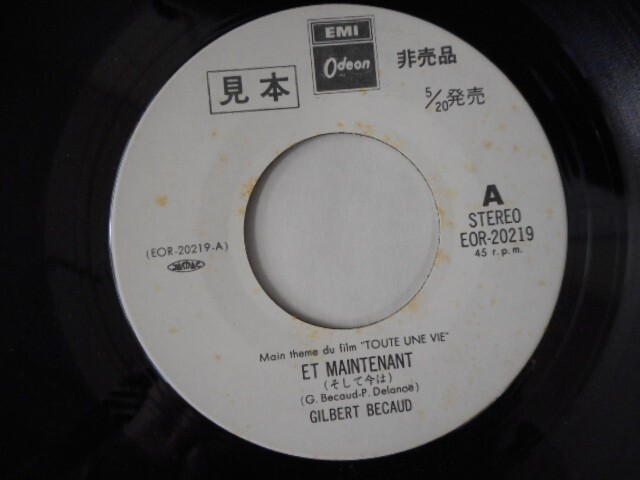 EMI
Odeon
見本
非売品
5/20発売
A
STEREO
EOR-20219
45 r.p.m.
(EOR-20219-A)
Main theme du film "TOUTE UNE VIE"
ET MAINTENANT
(そして今は)
(G. Becaud-P. Delanoë)
GILBERT BECAUD